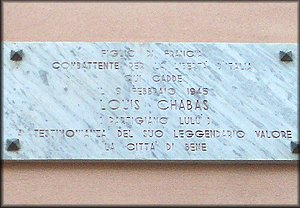 FIGLIO DI FRANCIA
COMBATTENTE PER LA LIBERTÀ D'ITALIA
QUI CADDE
IL 9 FEBBRAIO 1945
LOUIS CHABAS
(PARTIGIANO LULÙ)
A TESTIMONIANZA DEL SUO LEGGENDARIO VALORE
LA CITTÀ DI BENE